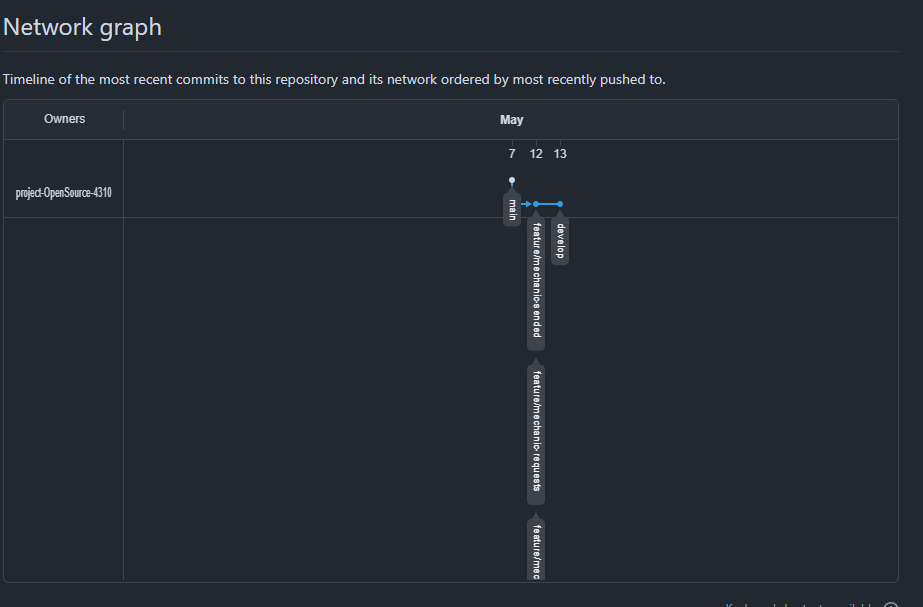 Network graph
Timeline of the most recent commits to this repository and its network ordered by most recently pushed to.
Owners
May
7 12 13
project-OpenSource-4310
main
feature/mechanic-sended
develop
feature/mechanic-requests
feature/mec